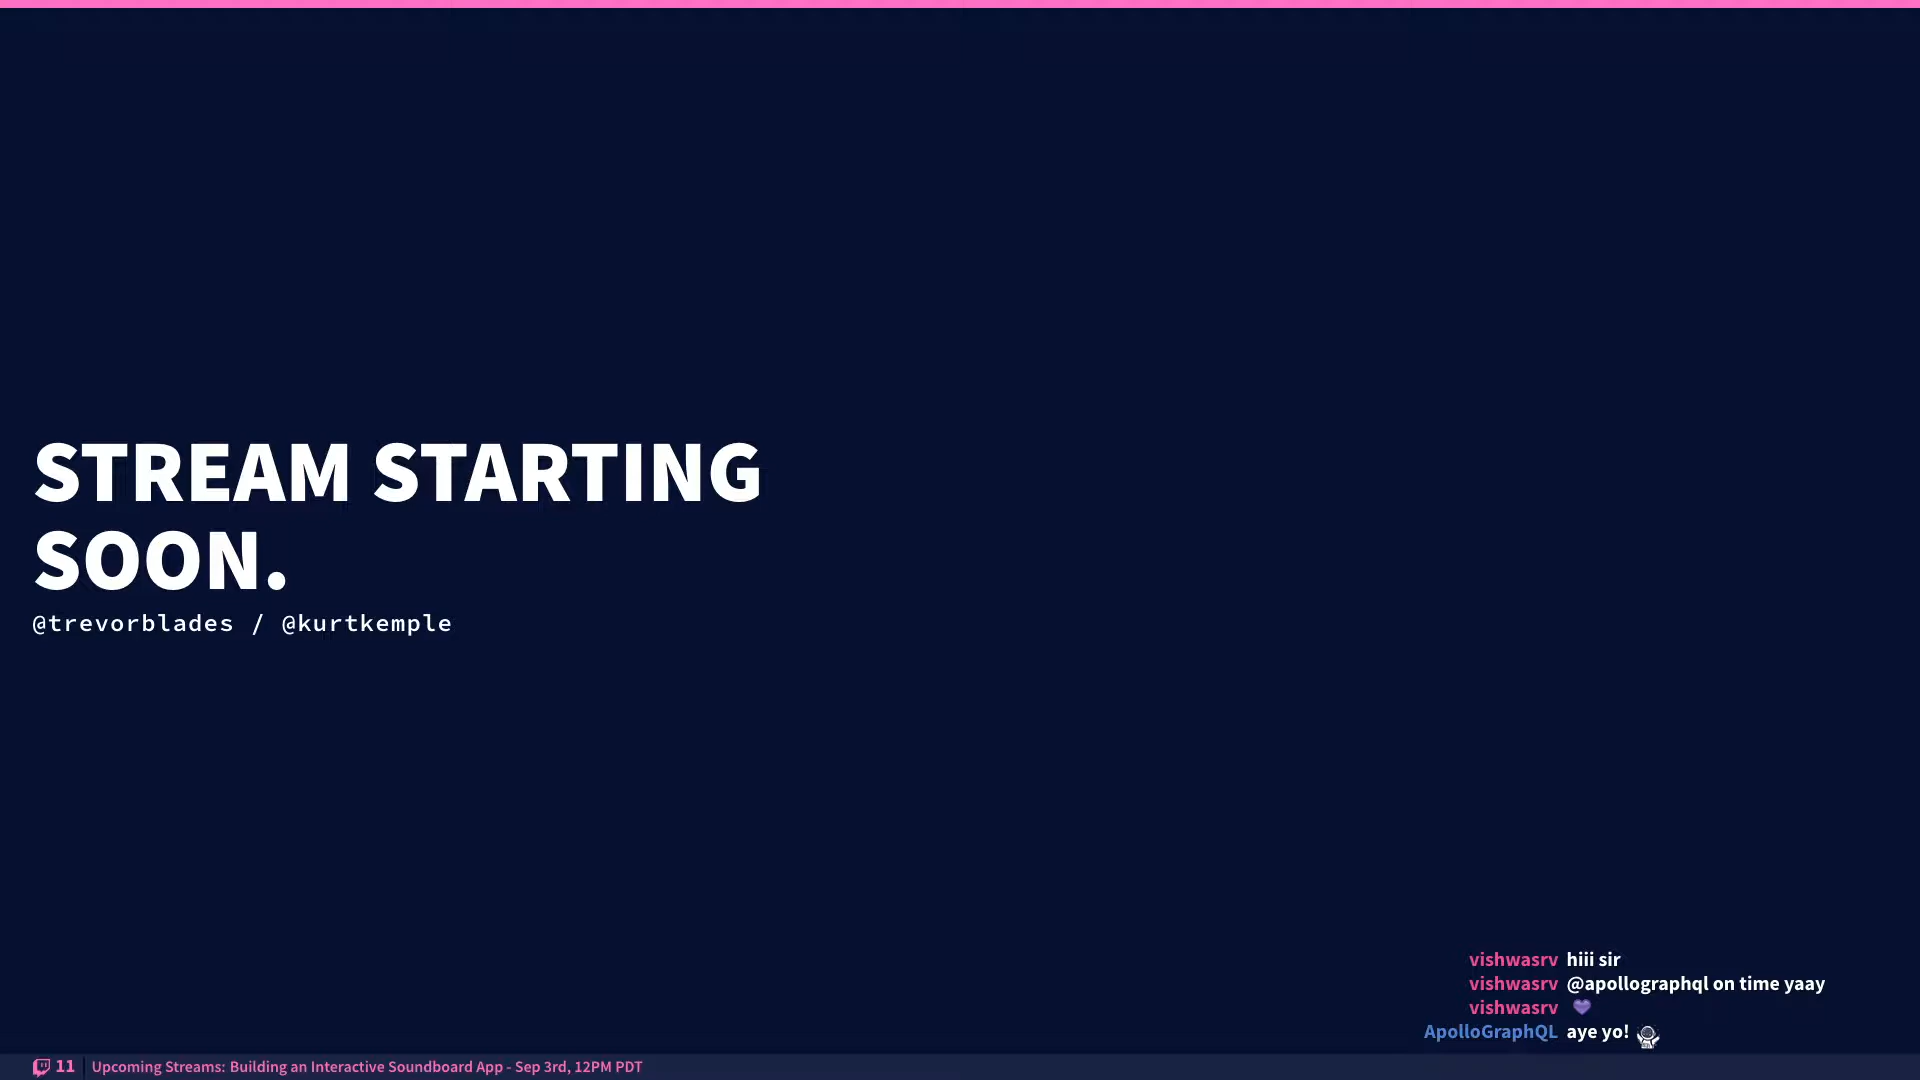 STREAM STARTING
SOON.
@trevorblades / @kurtkemple
vishwasrv hiii sir
vishwasrv @apollographql on time yaay
vishwasrv 💜
ApolloGraphQL aye yo!
11 Upcoming Streams: Building an Interactive Soundboard App - Sep 3rd, 12PM PDT